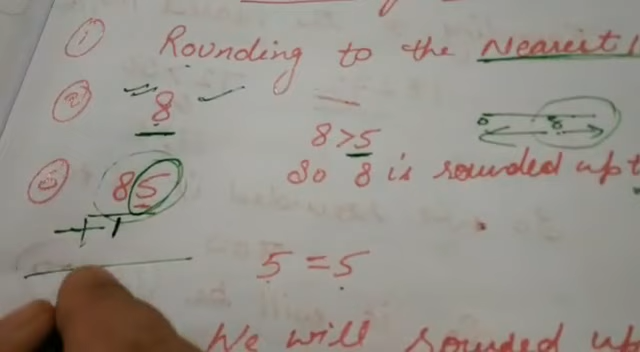 ① Rounding to the Nearest 1
② 8
8>5
So 8 is rounded up t
③ 85
+1
5 = 5
We will rounded up